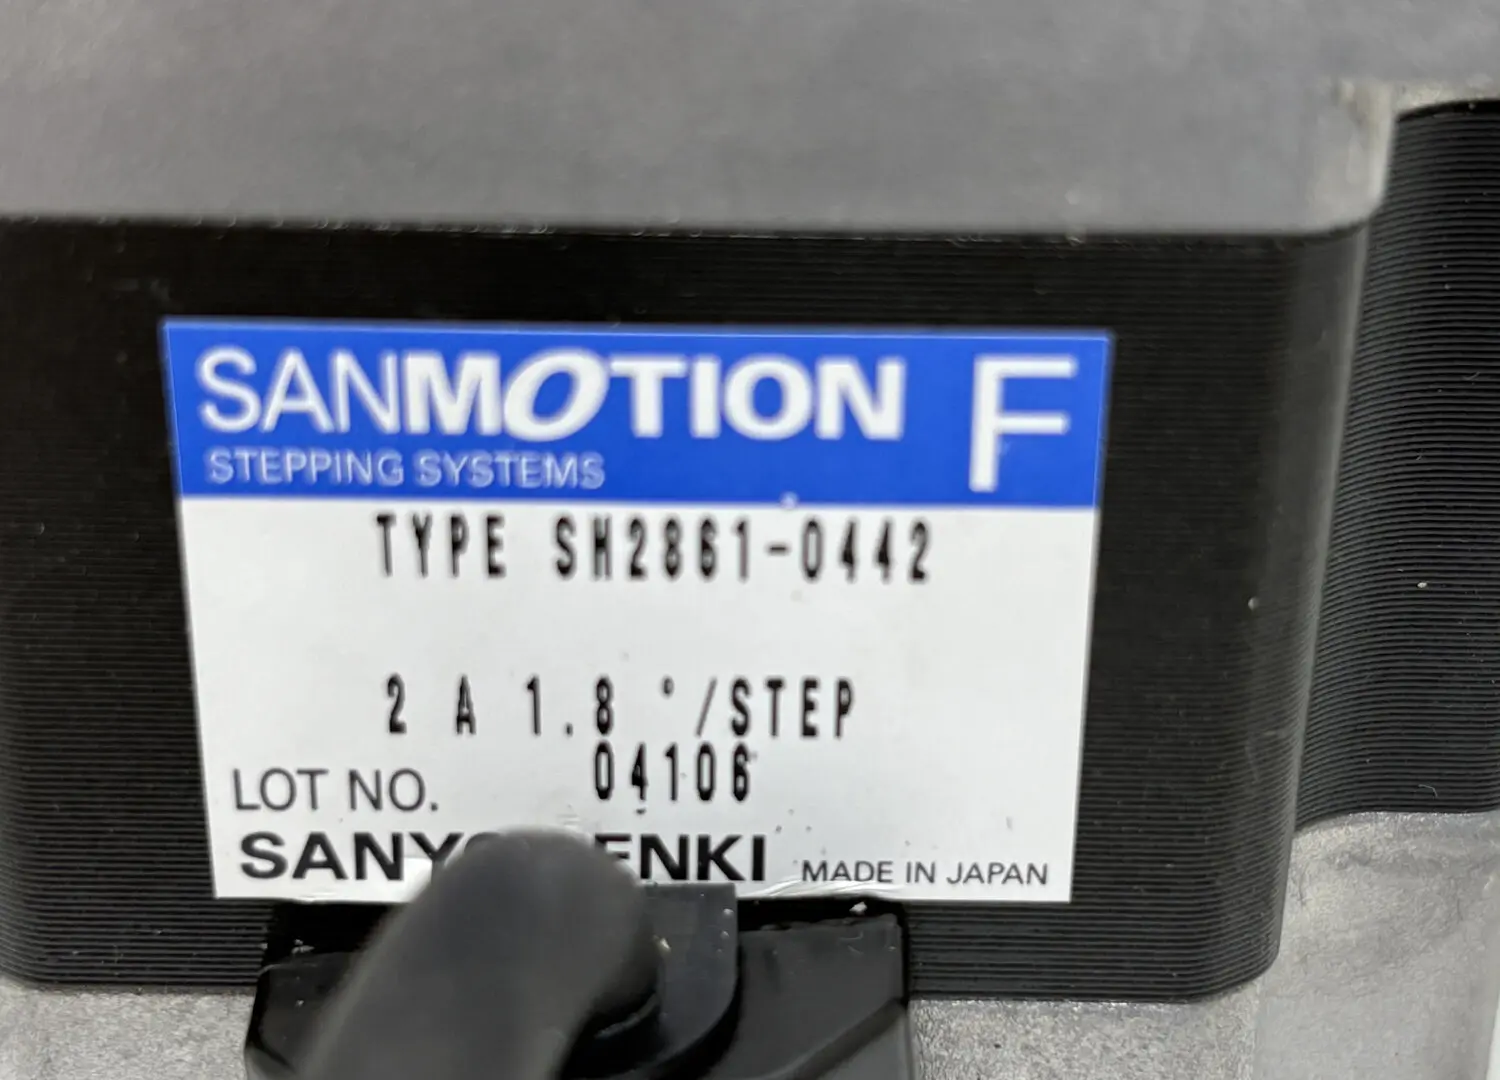 SANMOTION F
STEPPING SYSTEMS
TYPE SH2861-0442
2 A 1.8 °/STEP
LOT NO. 04106
MADE IN JAPAN